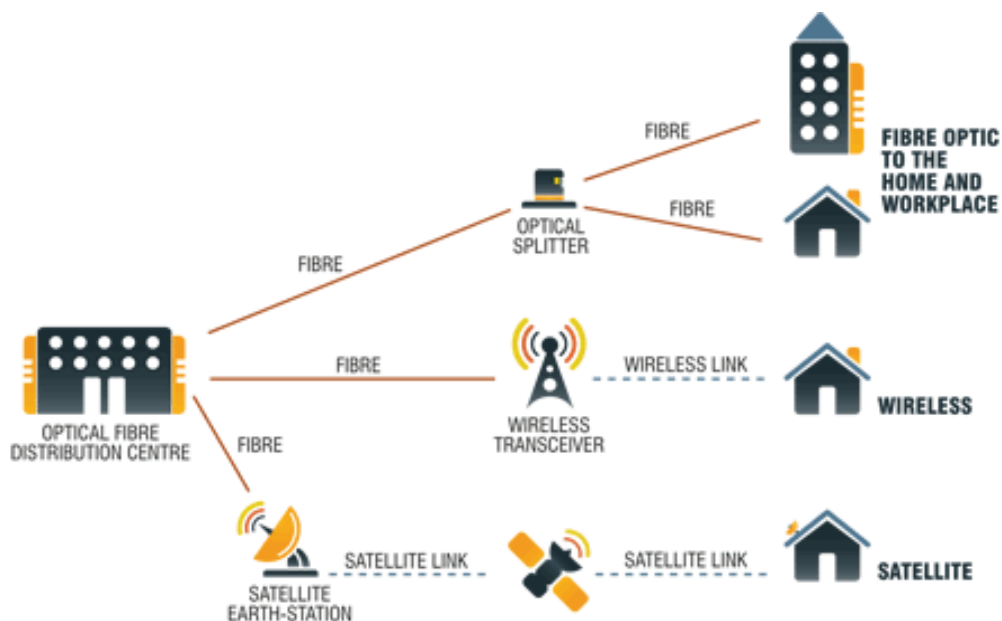 FIBRE
FIBRE OPTIC
TO THE
HOME AND
WORKPLACE
FIBRE
OPTICAL
SPLITTER
FIBRE
FIBRE
WIRELESS LINK
WIRELESS
WIRELESS
TRANSCEIVER
OPTICAL FIBRE
DISTRIBUTION CENTRE
FIBRE
SATELLITE LINK
SATELLITE LINK
SATELLITE
SATELLITE
EARTH-STATION